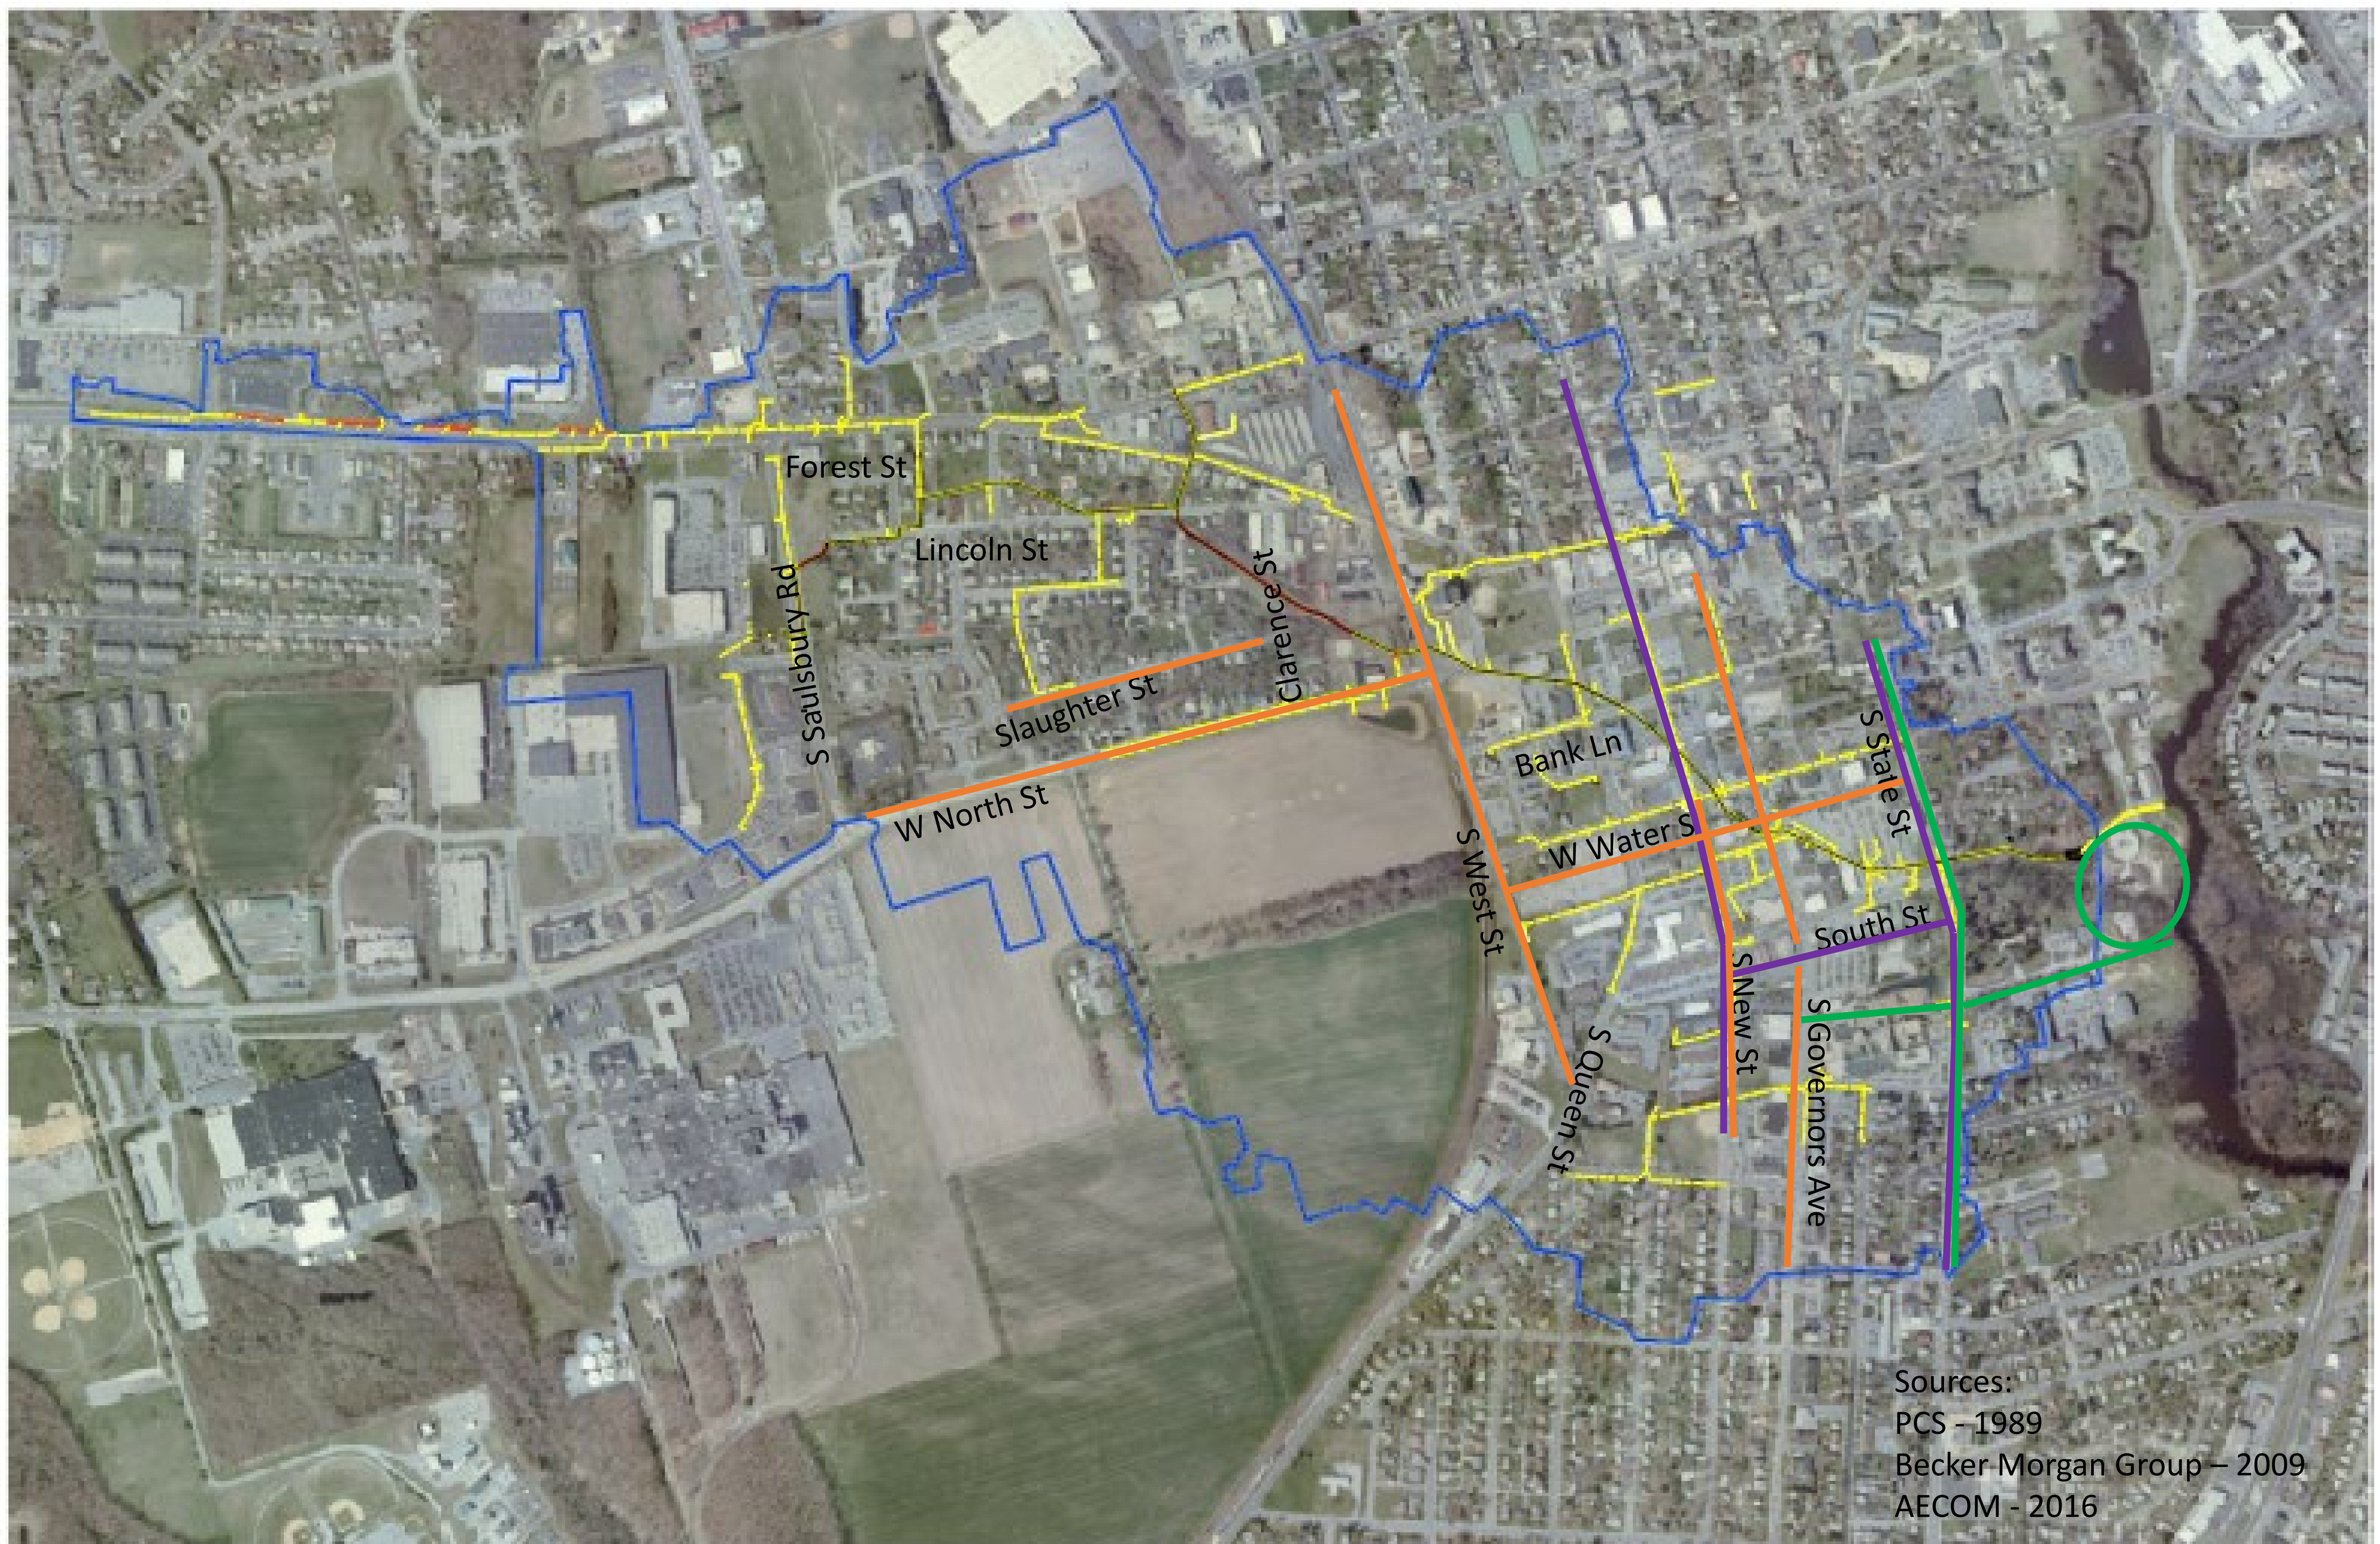 Forest St
Lincoln St
S Saulsbury Rd
Clarence St
Slaughter St
W North St
Bank Ln
W Water S
S West St
S State St
South St
S New St
S Governors Ave
S Queen St
Sources:
PCS - 1989
Becker Morgan Group – 2009
AECOM - 2016